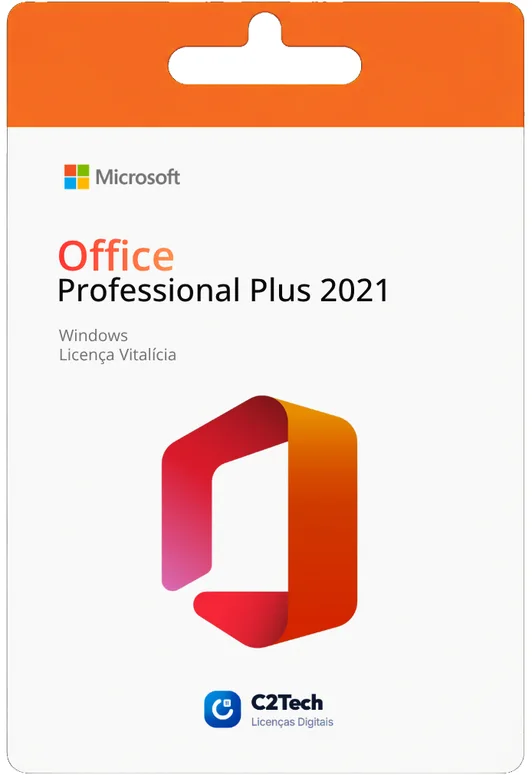 Microsoft
Office
Professional Plus 2021
Windows
Licença Vitalícia
C2Tech
Licenças Digitais